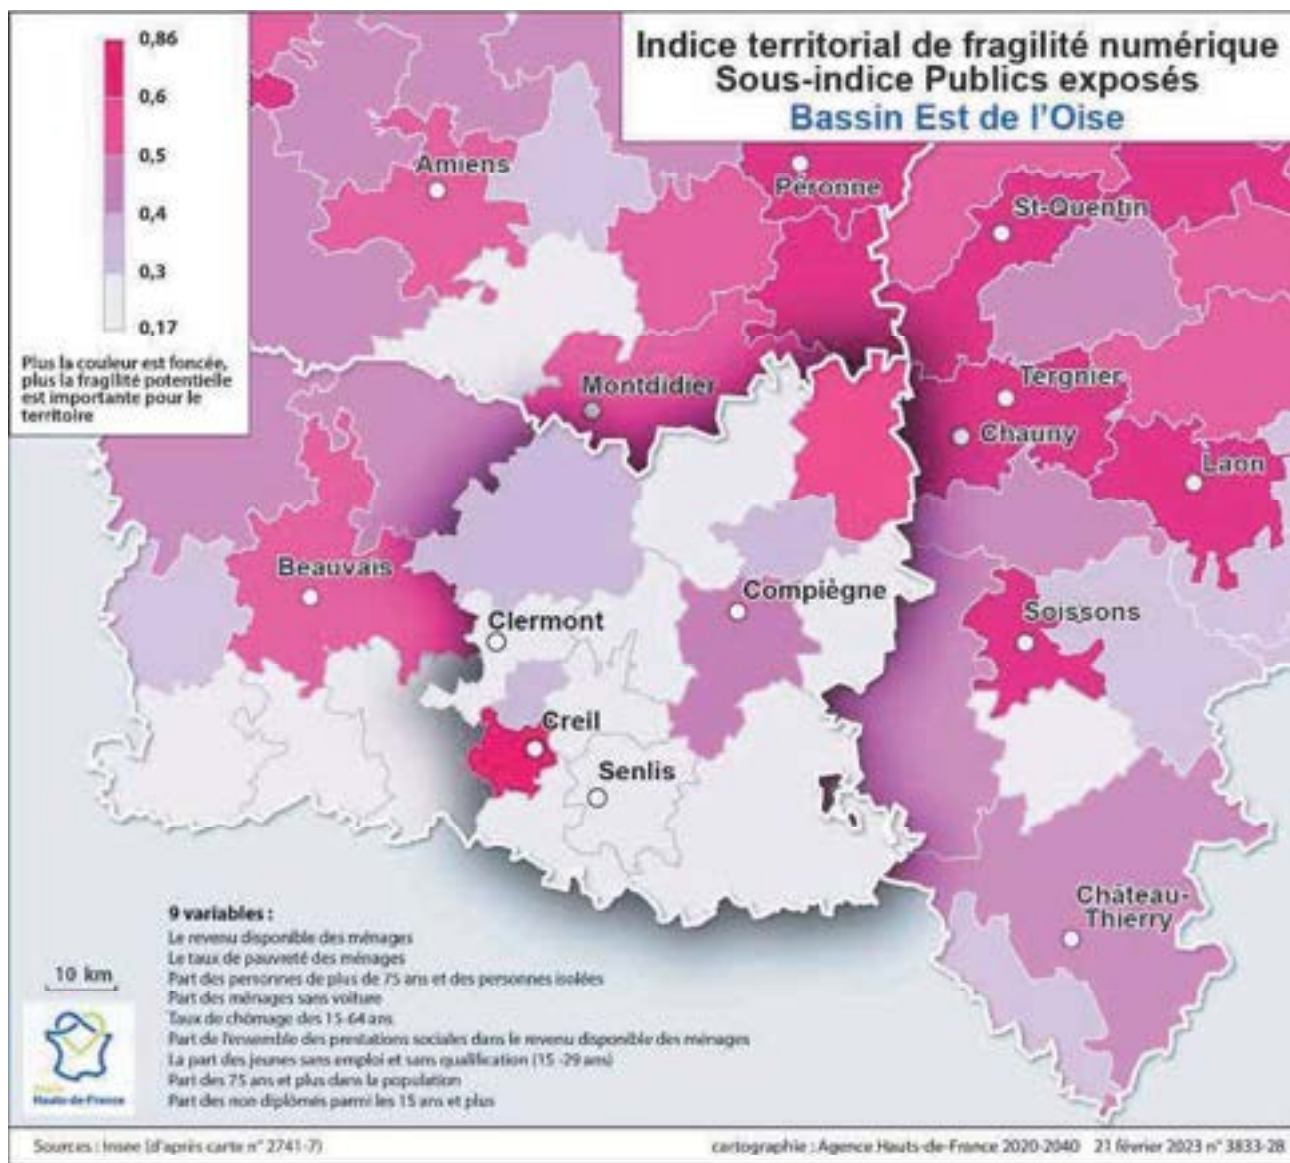 Indice territorial de fragilité numérique
Sous-indice Publics exposés
Bassin Est de l'Oise
0,86
0,6
0,5
0,4
0,3
0,17
Plus la couleur est foncée,
plus la fragilité potentielle
est importante pour le
territoire
Amiens
Péronne
St-Quentin
Montdidier
Tergnier
Chauny
Laon
Beauvais
Compiègne
Clermont
Soissons
Creil
Senlis
Château-
Thierry
9 variables :
Le revenu disponible des ménages
Le taux de pauvreté des ménages
Part des personnes de plus de 75 ans et des personnes isolées
Part des ménages sans voiture
Taux de chômage des 15-64 ans
Part de l'ensemble des prestations sociales dans le revenu disponible des ménages
La part des jeunes sans emploi et sans qualification (15 -29 ans)
Part des 75 ans et plus dans la population
Part des non diplômés parmi les 15 ans et plus
10 km
Hauts-de-France
Sources : Insee (d'après carte n° 2741-7)
cartographie : Agence Hauts-de-France 2020-2040 21 février 2023 n° 3833-28